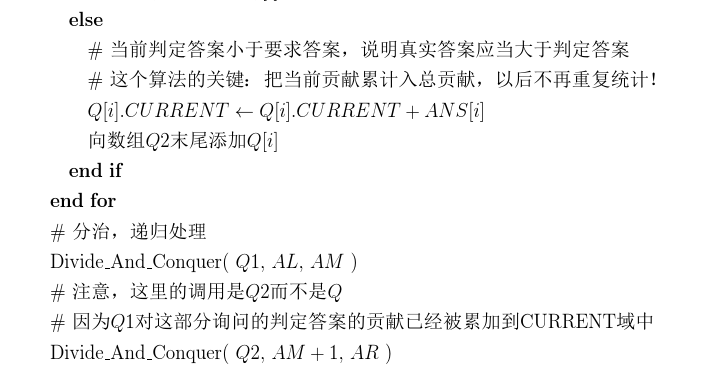 else
# 当前判定答案小于要求答案，说明真实答案应当大于判定答案
# 这个算法的关键：把当前贡献累计入总贡献，以后不再重复统计！
Q[i].CURRENT ← Q[i].CURRENT + ANS[i]
向数组Q2末尾添加Q[i]
end if
end for
# 分治，递归处理
Divide_And_Conquer( Q1, AL, AM )
# 注意，这里的调用是Q2而不是Q
# 因为Q1对这部分询问的判定答案的贡献已经被累加到CURRENT域中
Divide_And_Conquer( Q2, AM + 1, AR )